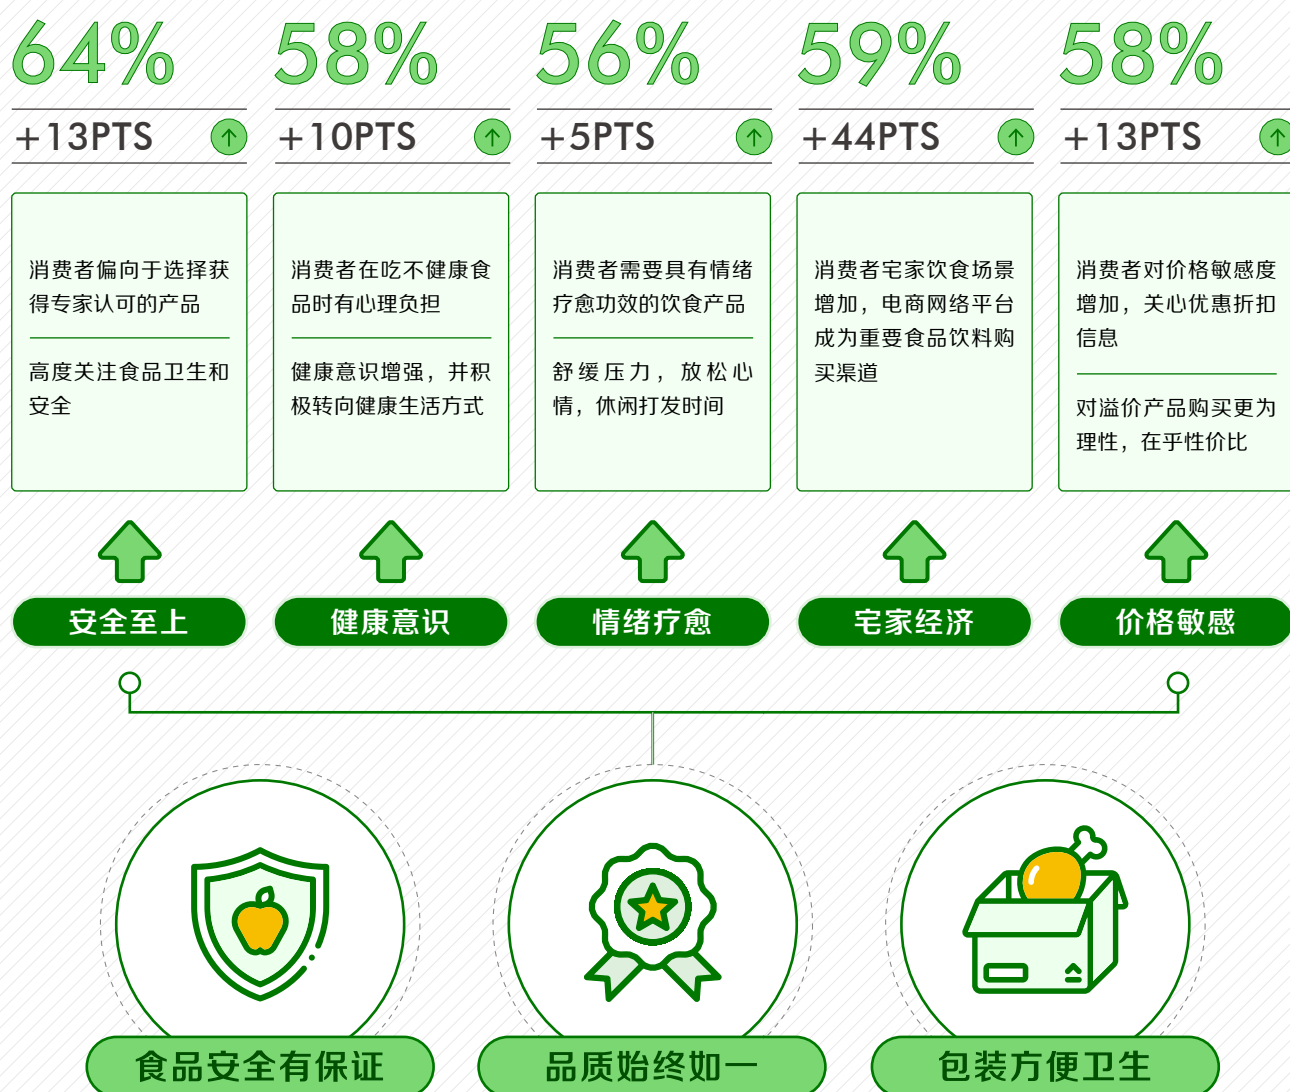 64%
58%
56%
59%
58%
+13PTS
+10PTS
+5PTS
+44PTS
+13PTS
消费者偏向于选择获
得专家认可的产品
高度关注食品卫生和
安全
消费者在吃不健康食
品时有心理负担
健康意识增强，并积
极转向健康生活方式
消费者需要具有情绪
疗愈功效的饮食产品
舒缓压力，放松心
情，休闲打发时间
消费者宅家饮食场景
增加，电商网络平台
成为重要食品饮料购
买渠道
消费者对价格敏感度
增加，关心优惠折扣
信息
对溢价产品购买更为
理性，在乎性价比
安全至上
健康意识
情绪疗愈
宅家经济
价格敏感
食品安全有保证
品质始终如一
包装方便卫生